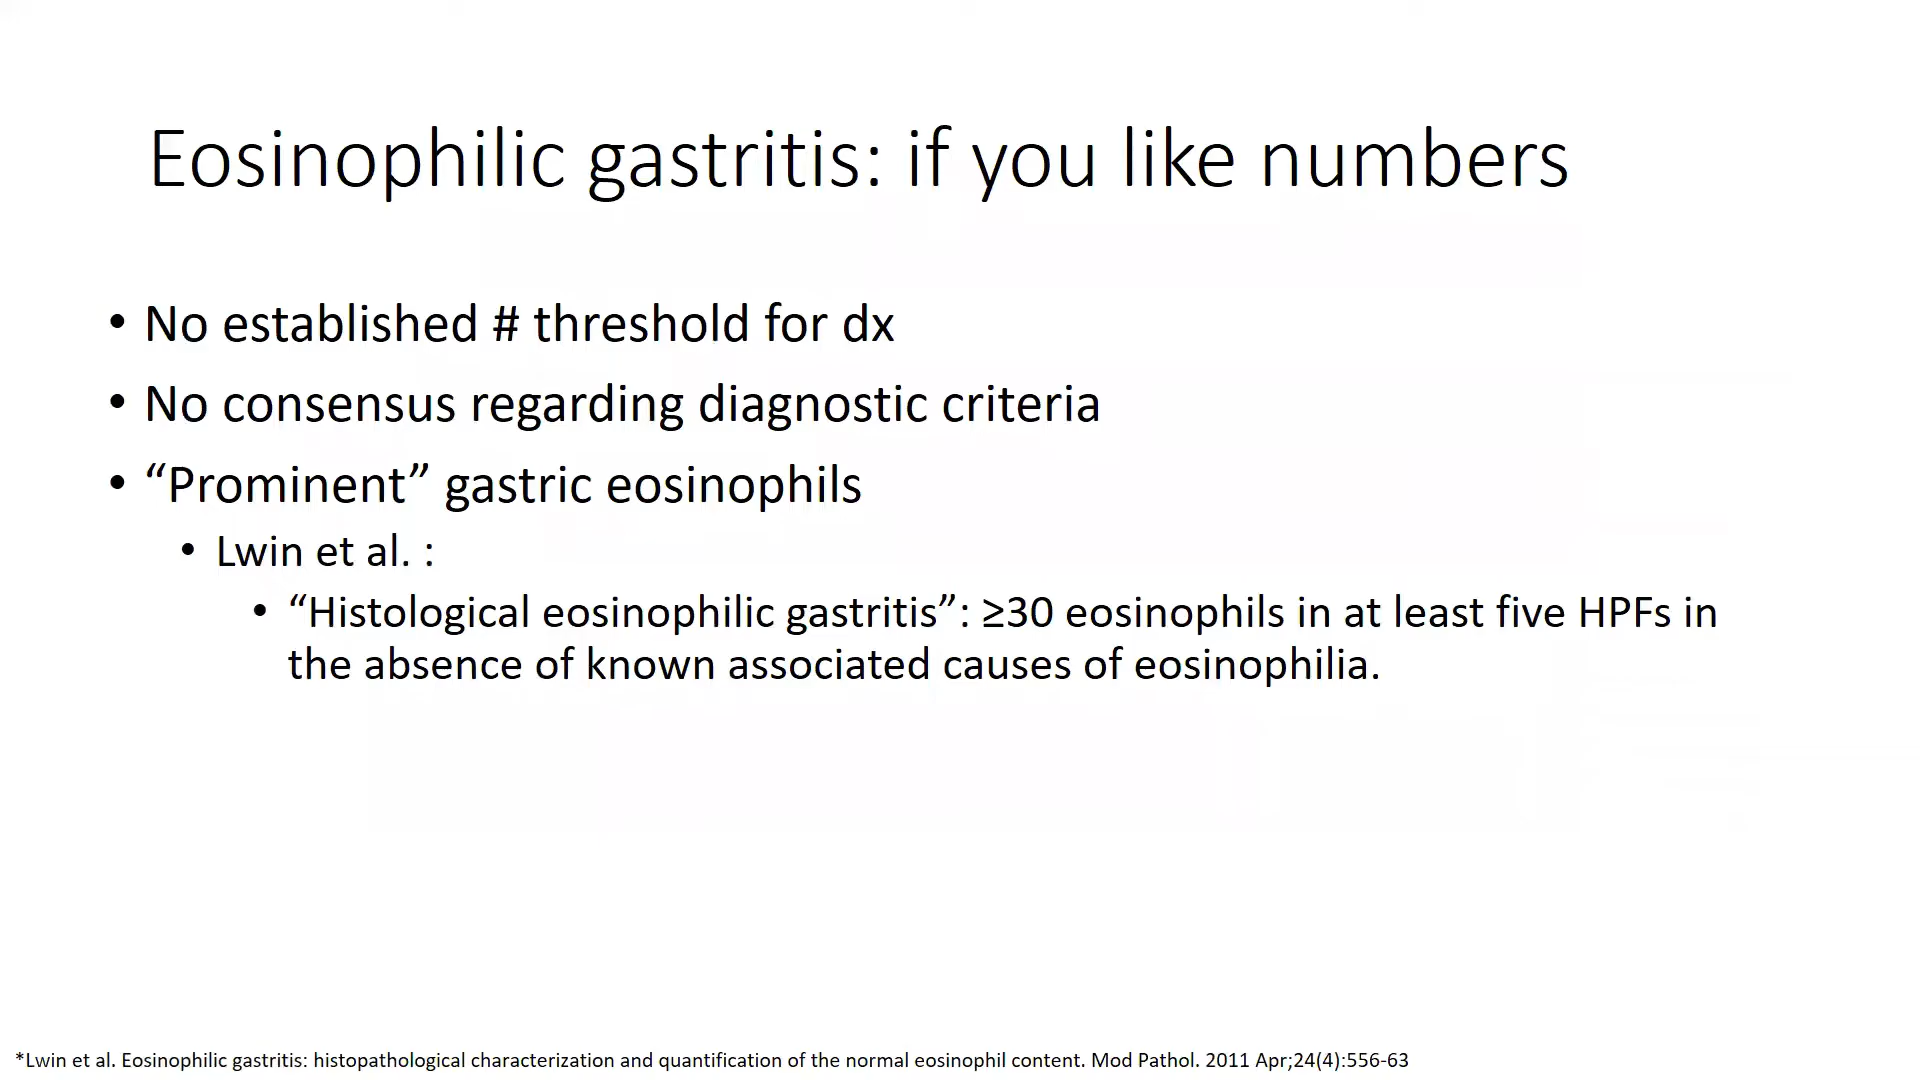 Eosinophilic gastritis: if you like numbers
• No established # threshold for dx
• No consensus regarding diagnostic criteria
• “Prominent” gastric eosinophils
• Lwin et al. :
• “Histological eosinophilic gastritis”: ≥30 eosinophils in at least five HPFs in
the absence of known associated causes of eosinophilia.
*Lwin et al. Eosinophilic gastritis: histopathological characterization and quantification of the normal eosinophil content. Mod Pathol. 2011 Apr;24(4):556-63